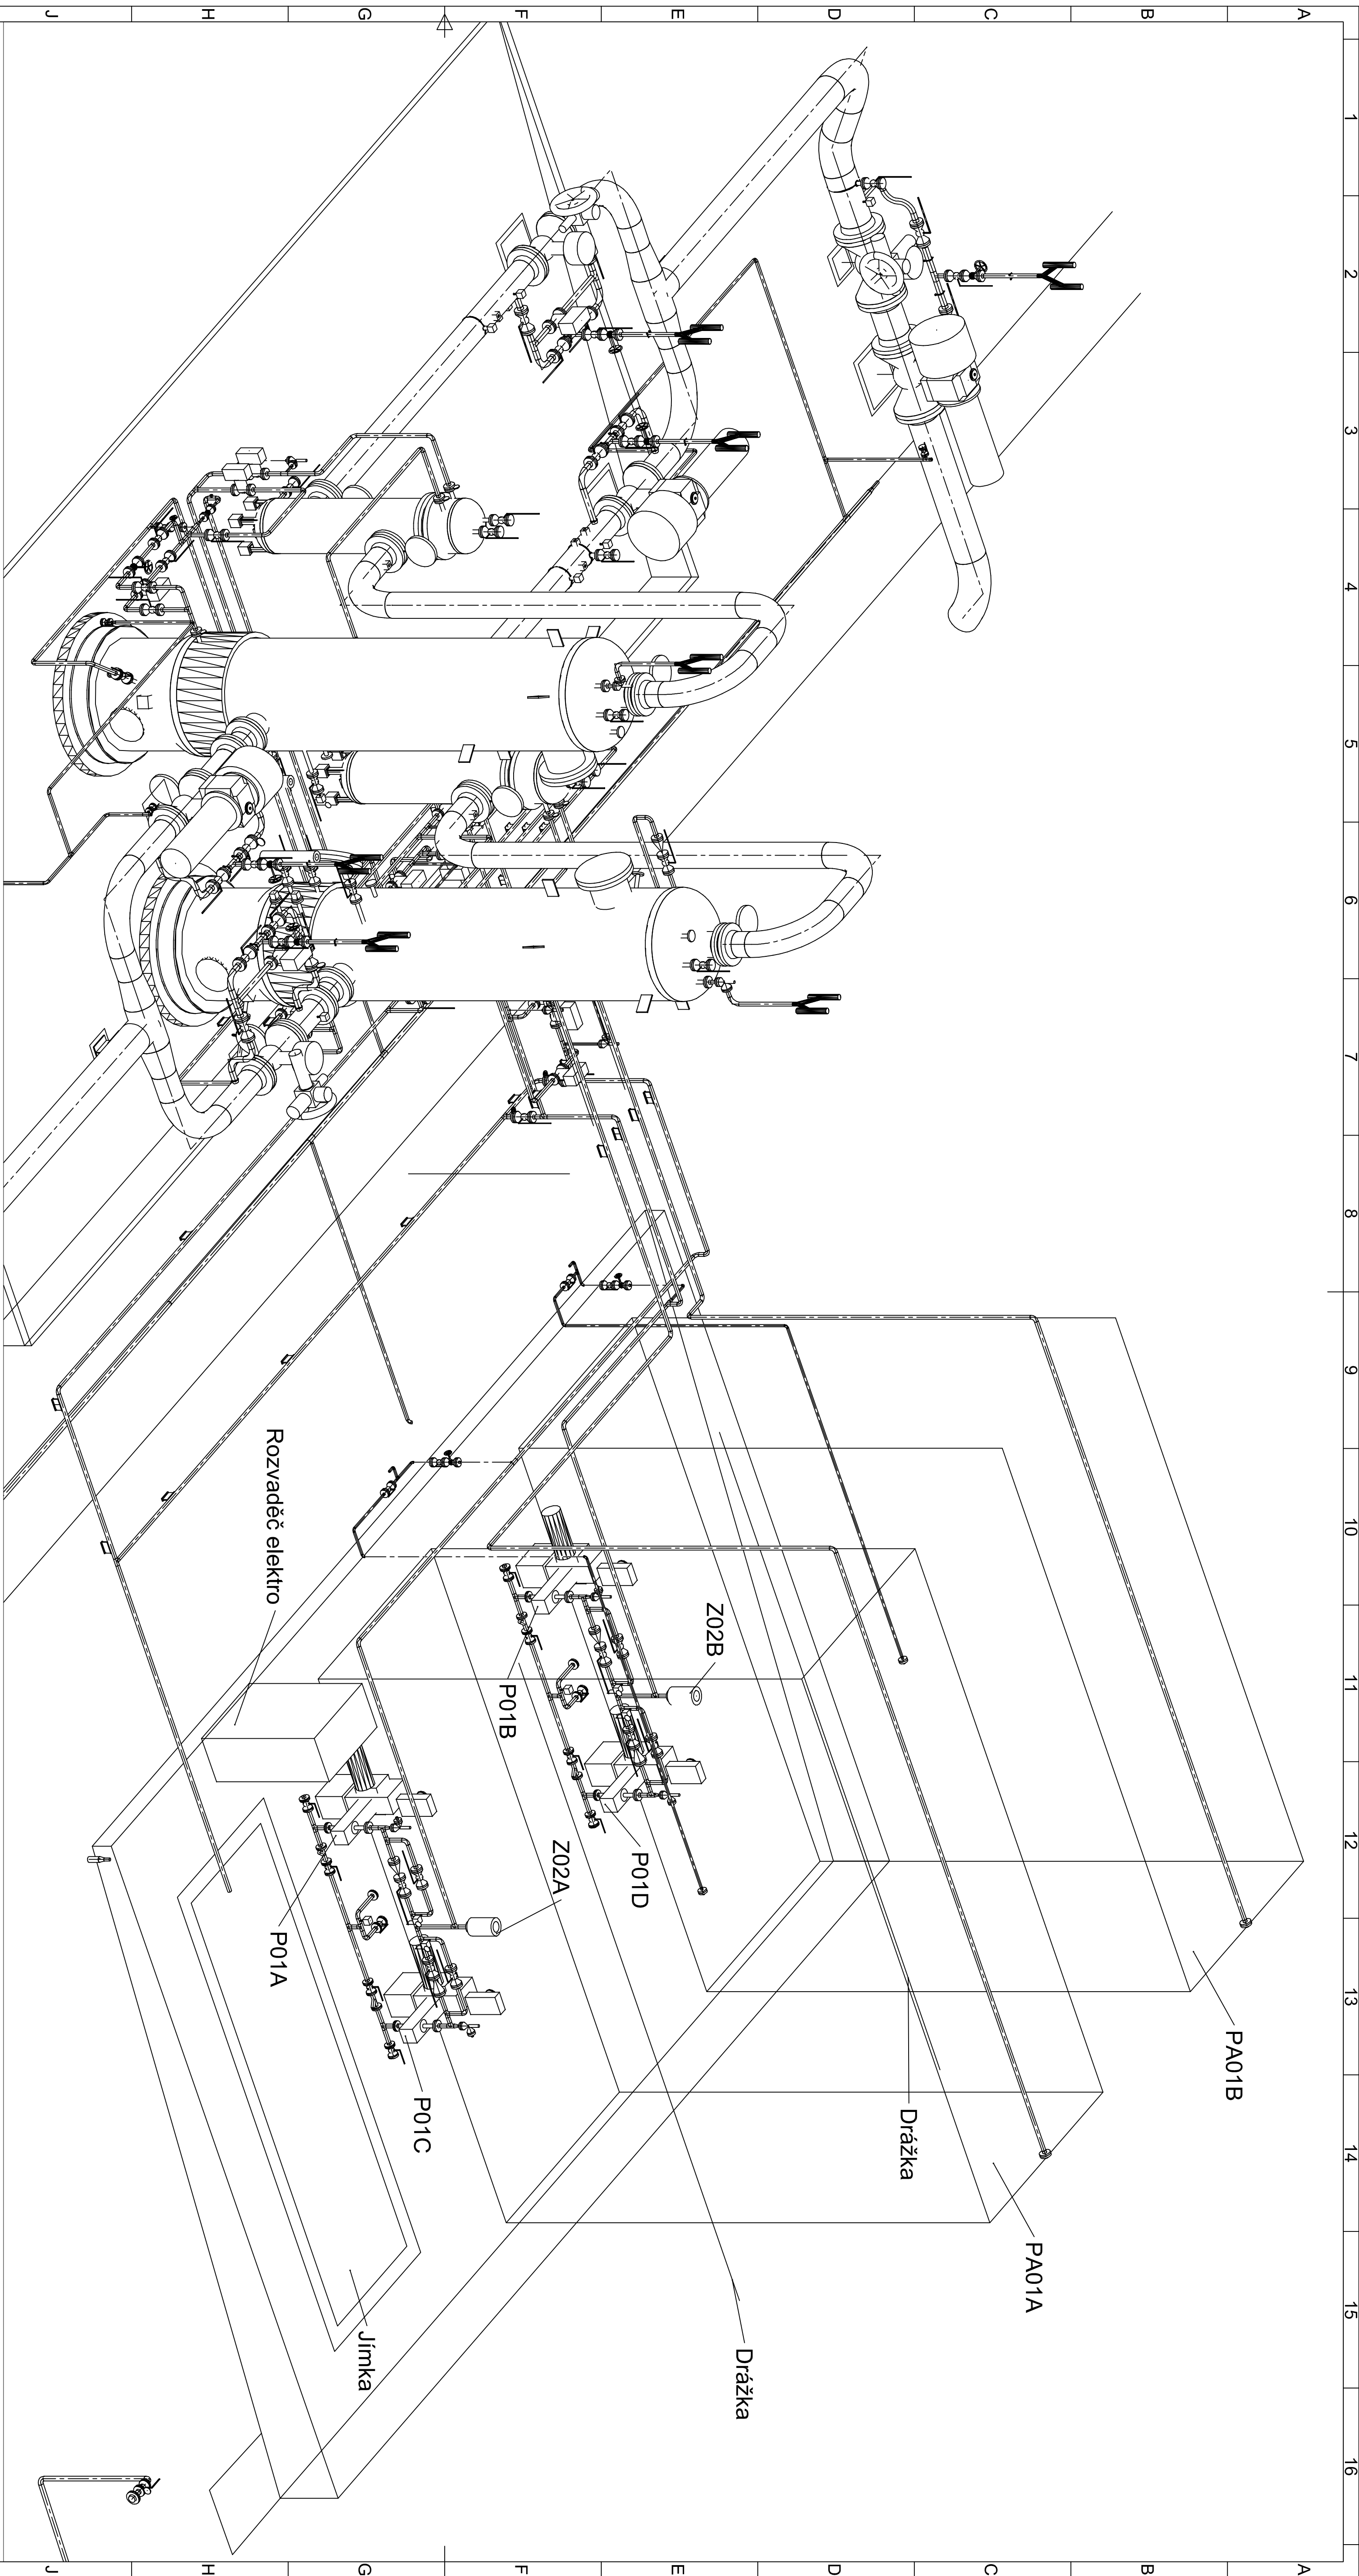 1
2
3
4
5
6
7
8
9
10
11
12
13
14
15
16
A
B
C
D
E
F
G
H
J
PA01B
PA01A
Drážka
Drážka
Z02B
P01B
P01D
Z02A
Rozvaděč elektro
P01A
P01C
Jímka
A
B
C
D
E
F
G
H
J